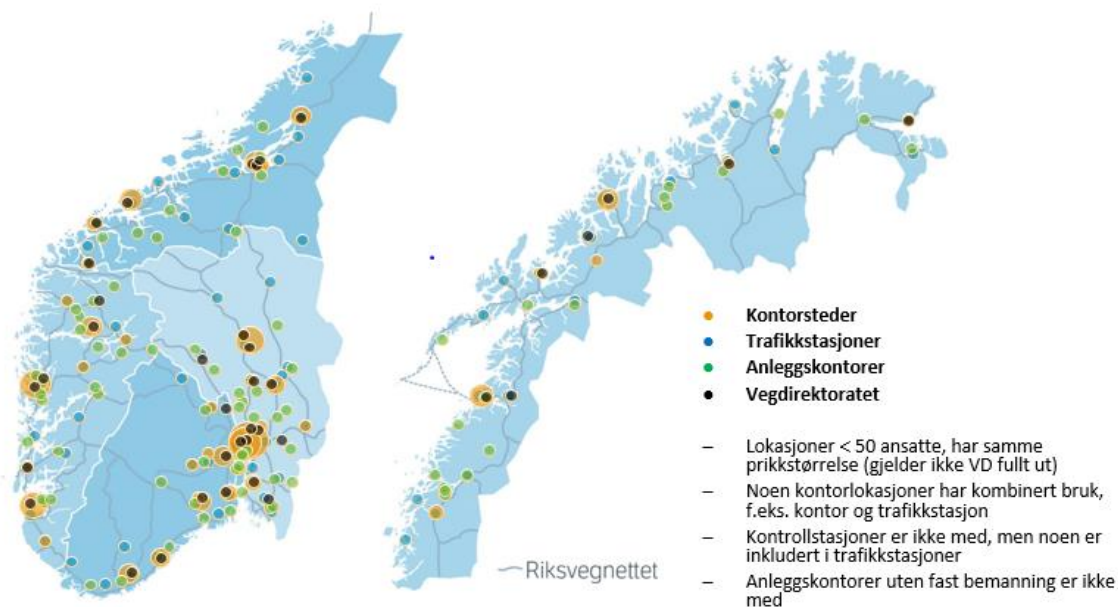 Kontorsteder
Trafikkstasjoner
Anleggskontorer
Vegdirektoratet
– Lokasjoner < 50 ansatte, har samme
prikkstørrelse (gjelder ikke VD fullt ut)
– Noen kontorlokasjoner har kombinert bruk,
f.eks. kontor og trafikkstasjon
– Kontrollstasjoner er ikke med, men noen er
inkludert i trafikkstasjoner
– Anleggskontorer uten fast bemanning er ikke
med
Riksvegnettet